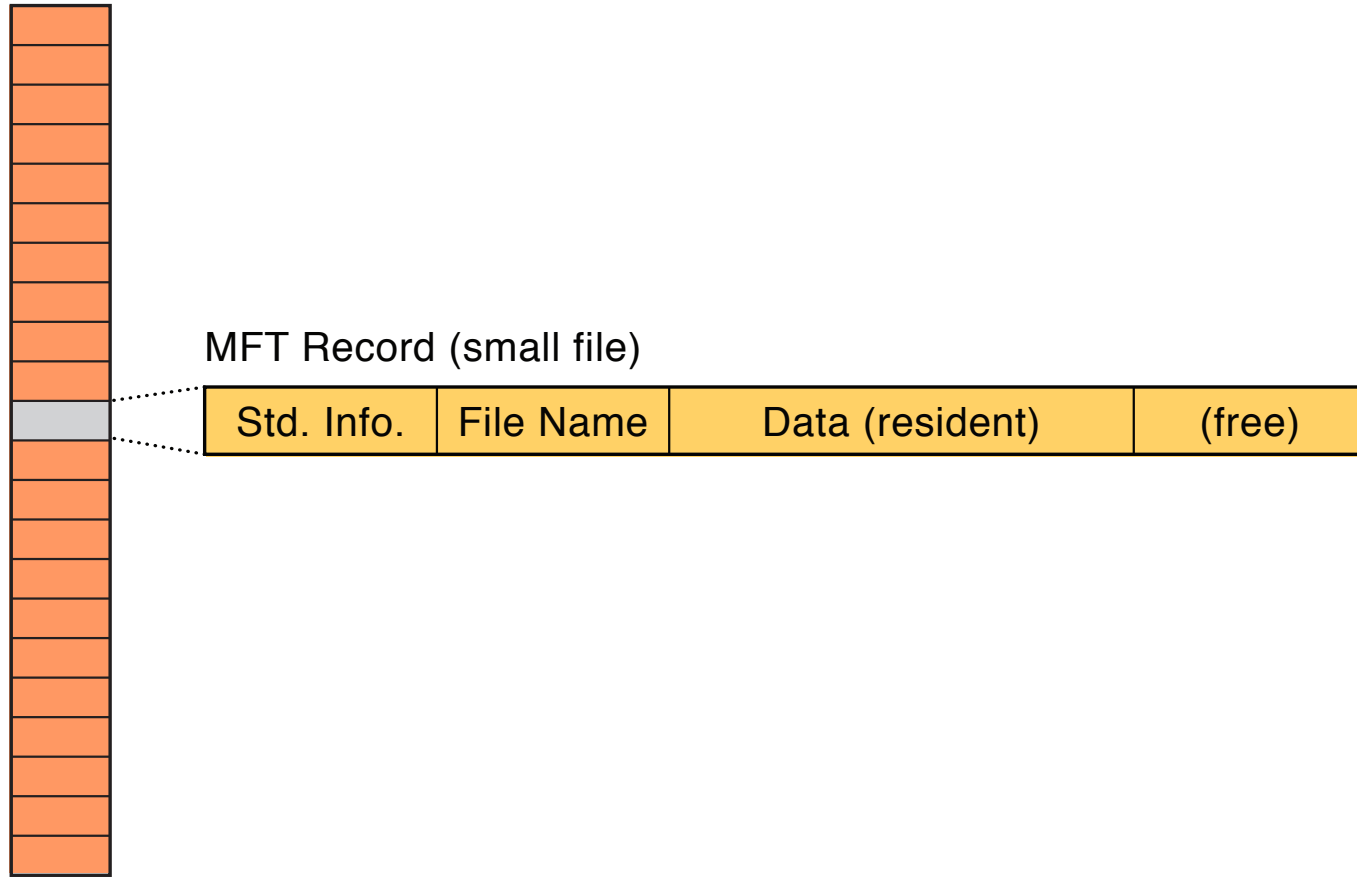 MFT Record (small file)
Std. Info. File Name Data (resident) (free)